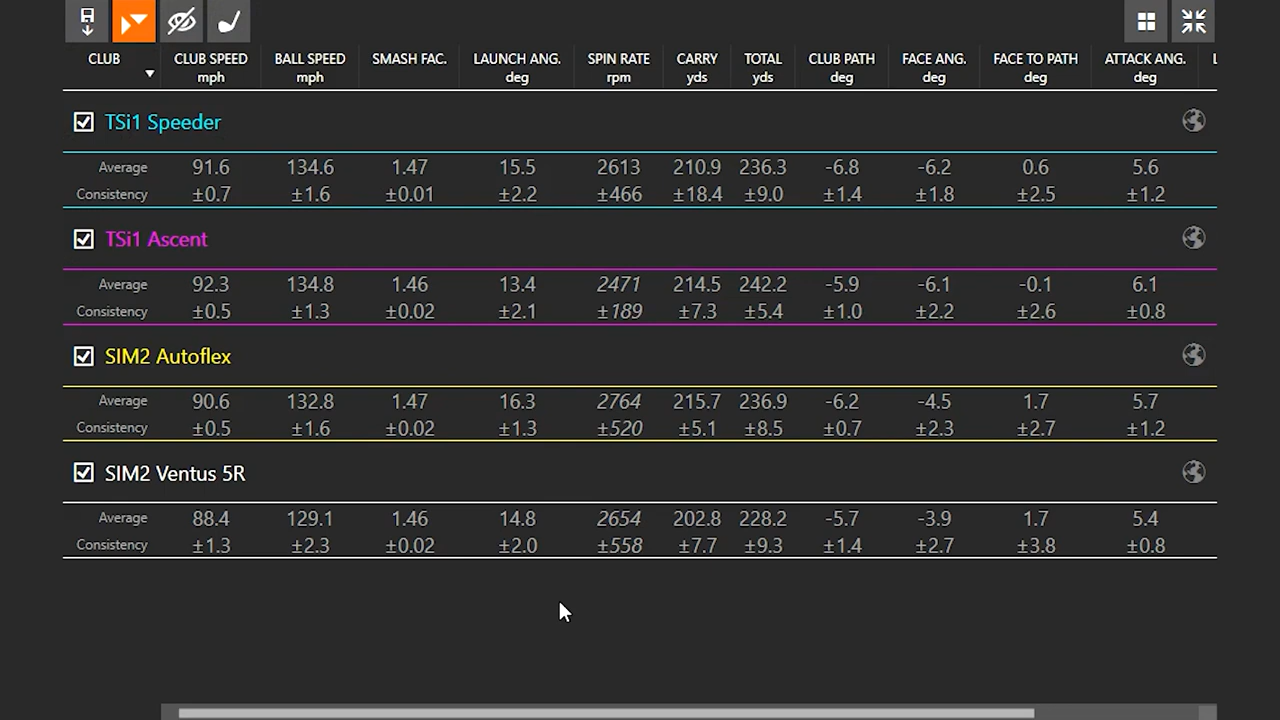 CLUB CLUB SPEED BALL SPEED SMASH FAC. LAUNCH ANG. SPIN RATE CARRY TOTAL CLUB PATH FACE ANG. FACE TO PATH ATTACK ANG. L
mph mph deg rpm yds yds deg deg deg deg
TSi1 Speeder
Average 91.6 134.6 1.47 15.5 2613 210.9 236.3 -6.8 -6.2 0.6 5.6
Consistency ±0.7 ±1.6 ±0.01 ±2.2 ±466 ±18.4 ±9.0 ±1.4 ±1.8 ±2.5 ±1.2
TSi1 Ascent
Average 92.3 134.8 1.46 13.4 2471 214.5 242.2 -5.9 -6.1 -0.1 6.1
Consistency ±0.5 ±1.3 ±0.02 ±2.1 ±189 ±7.3 ±5.4 ±1.0 ±2.2 ±2.6 ±0.8
SIM2 Autoflex
Average 90.6 132.8 1.47 16.3 2764 215.7 236.9 -6.2 -4.5 1.7 5.7
Consistency ±0.5 ±1.6 ±0.02 ±1.3 ±520 ±5.1 ±8.5 ±0.7 ±2.3 ±2.7 ±1.2
SIM2 Ventus 5R
Average 88.4 129.1 1.46 14.8 2654 202.8 228.2 -5.7 -3.9 1.7 5.4
Consistency ±1.3 ±2.3 ±0.02 ±2.0 ±558 ±7.7 ±9.3 ±1.4 ±2.7 ±3.8 ±0.8